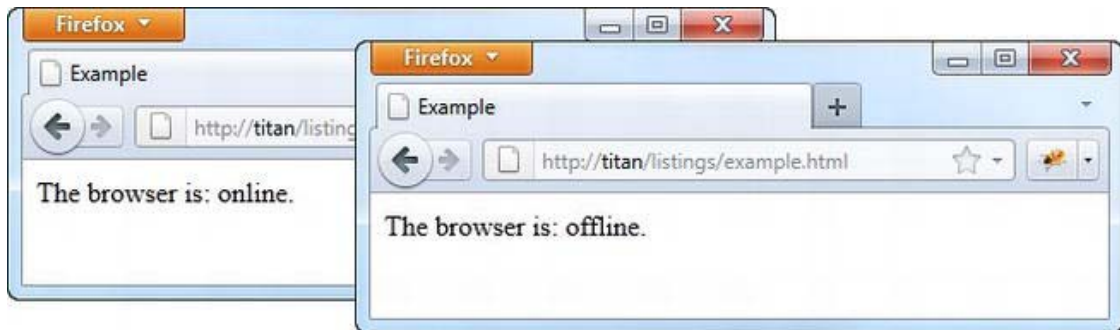 Firefox
Example
http://titan/listing
The browser is: online.
Firefox
Example
http://titan/listings/example.html
The browser is: offline.